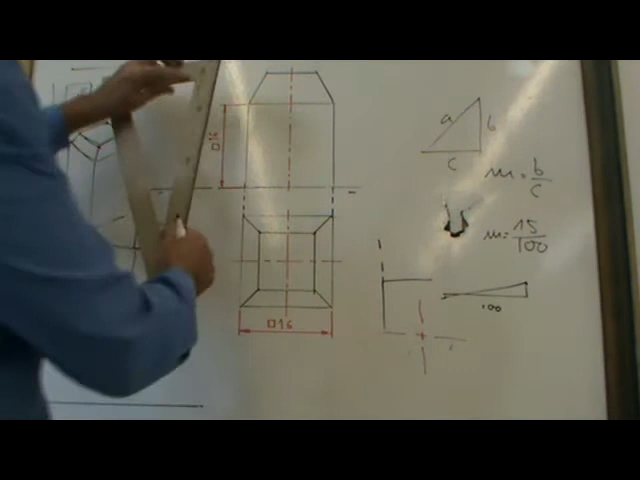 □16
a
b
c
m = b/c
m = 15/100
100
□16